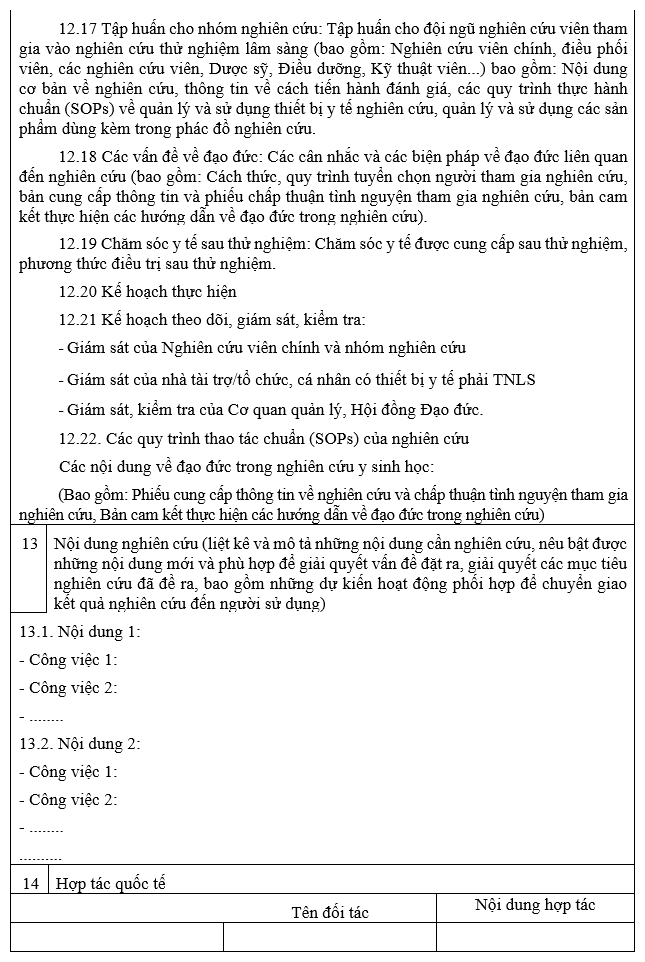 12.17 Tập huấn cho nhóm nghiên cứu: Tập huấn cho đội ngũ nghiên cứu viên tham
gia vào nghiên cứu thử nghiệm lâm sàng (bao gồm: Nghiên cứu viên chính, điều phối
viên, các nghiên cứu viên, Dược sỹ, Điều dưỡng, Kỹ thuật viên...) bao gồm: Nội dung
cơ bản về nghiên cứu, thông tin về cách tiến hành đánh giá, các quy trình thực hành
chuẩn (SOPs) về quản lý và sử dụng thiết bị y tế nghiên cứu, quản lý và sử dụng các sản
phẩm dùng kèm trong phác đồ nghiên cứu.
12.18 Các vấn đề về đạo đức: Các cân nhắc và các biện pháp về đạo đức liên quan
đến nghiên cứu (bao gồm: Cách thức, quy trình tuyển chọn người tham gia nghiên cứu,
bản cung cấp thông tin và phiếu chấp thuận tình nguyện tham gia nghiên cứu, bản cam
kết thực hiện các hướng dẫn về đạo đức trong nghiên cứu).
12.19 Chăm sóc y tế sau thử nghiệm: Chăm sóc y tế được cung cấp sau thử nghiệm,
phương thức điều trị sau thử nghiệm.
12.20 Kế hoạch thực hiện
12.21 Kế hoạch theo dõi, giám sát, kiểm tra:
- Giám sát của Nghiên cứu viên chính và nhóm nghiên cứu
- Giám sát của nhà tài trợ/tổ chức, cá nhân có thiết bị y tế phải TNLS
- Giám sát, kiểm tra của Cơ quan quản lý, Hội đồng Đạo đức.
12.22. Các quy trình thao tác chuẩn (SOPs) của nghiên cứu
Các nội dung về đạo đức trong nghiên cứu y sinh học:
(Bao gồm: Phiếu cung cấp thông tin về nghiên cứu và chấp thuận tình nguyện tham gia
nghiên cứu, Bản cam kết thực hiện các hướng dẫn về đạo đức trong nghiên cứu)
13 Nội dung nghiên cứu (liệt kê và mô tả những nội dung cần nghiên cứu, nêu bật được
những nội dung mới và phù hợp để giải quyết vấn đề đặt ra, giải quyết các mục tiêu
nghiên cứu đã đề ra, bao gồm những dự kiến hoạt động phối hợp để chuyển giao
kết quả nghiên cứu đến người sử dụng)
13.1. Nội dung 1:
- Công việc 1:
- Công việc 2:
- ........
13.2. Nội dung 2:
- Công việc 1:
- Công việc 2:
- ........
..........
14 Hợp tác quốc tế
Tên đối tác Nội dung hợp tác